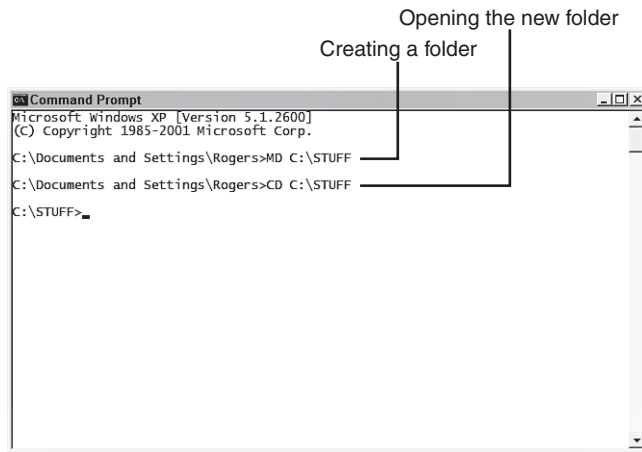 Opening the new folder
Creating a folder
Command Prompt
Microsoft Windows XP [Version 5.1.2600]
(C) Copyright 1985-2001 Microsoft Corp.
C:\Documents and Settings\Rogers>MD C:\STUFF
C:\Documents and Settings\Rogers>CD C:\STUFF
C:\STUFF>_